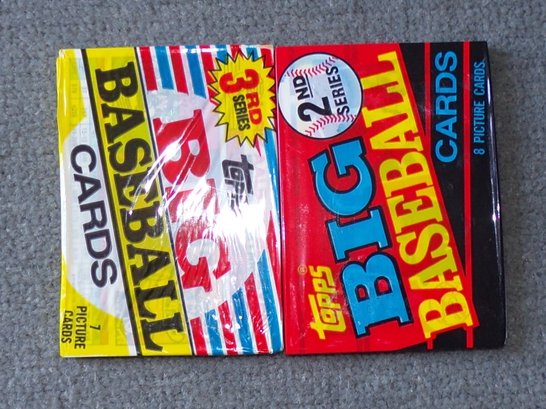 3RD
SERIES
topps
BIG
BASEBALL
CARDS
7
PICTURE
CARDS
2ND
SERIES
topps
BIG
BASEBALL
CARDS
8 PICTURE CARDS